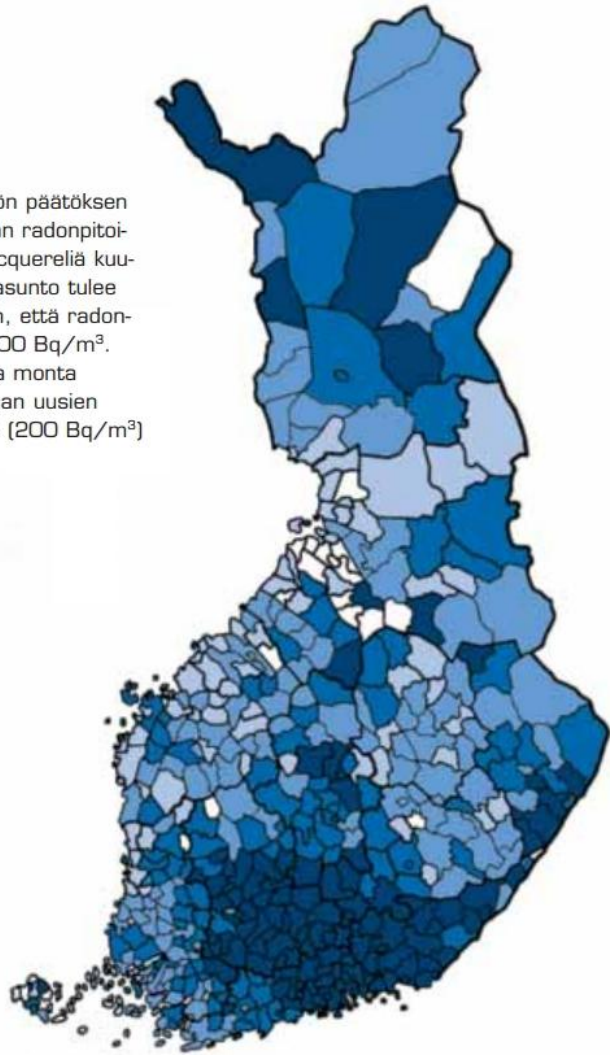 ön päätöksen
an radonpitoi-
cquereliä kuu-
asunto tulee
n, että radon-
00 Bq/m³.
a monta
an uusien
(200 Bq/m³)